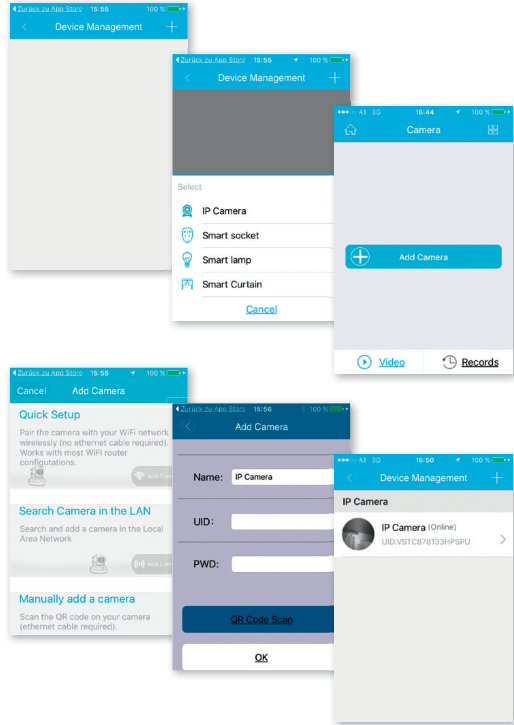 Zurück zu App Store 15:55 100 %
Device Management
Zurück zu App Store 15:55 100 %
Device Management
Select
IP Camera
Smart socket
Smart lamp
Smart Curtain
Cancel
A1 3G 16:44 100 %
Camera
Add Camera
Video Records
Zurück zu App Store 15:55 100 %
Cancel Add Camera
Quick Setup
Pair the camera with your WiFi network
wirelessly (no ethernet cable required).
Works with most WiFi router
configutations.
Add Can
Search Camera in the LAN
Search and add a camera in the Local
Area Network
Add Can
Manually add a camera
Scan the QR code on your camera
(ethernet cable required).
Zurück zu App Store 15:56 100 %
Add Camera
Name: IP Camera
UID:
PWD:
QR Code Scan
OK
A1 3G 16:50 100 %
Device Management
IP Camera
IP Camera (Online)
UID:VSTC878133HPSPU